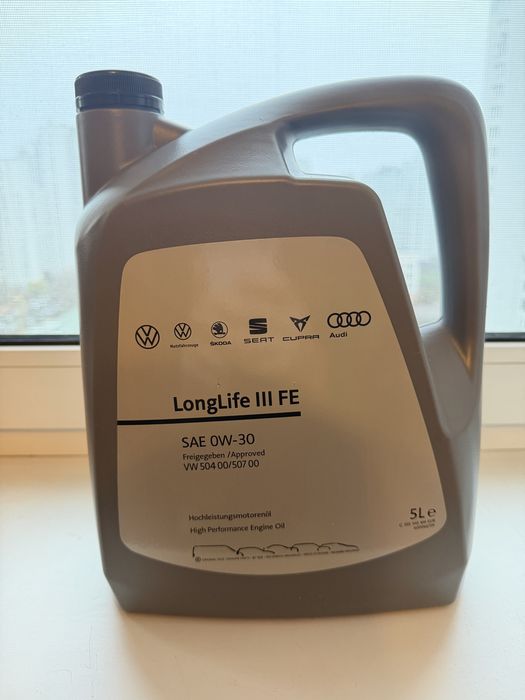 Nutzfahrzeuge
ŠKODA
SEAT
CUPRA
Audi
LongLife III FE
SAE 0W-30
Freigegeben /Approved
VW 504 00/507 00
Hochleistungsmotorenöl
High Performance Engine Oil
5L e